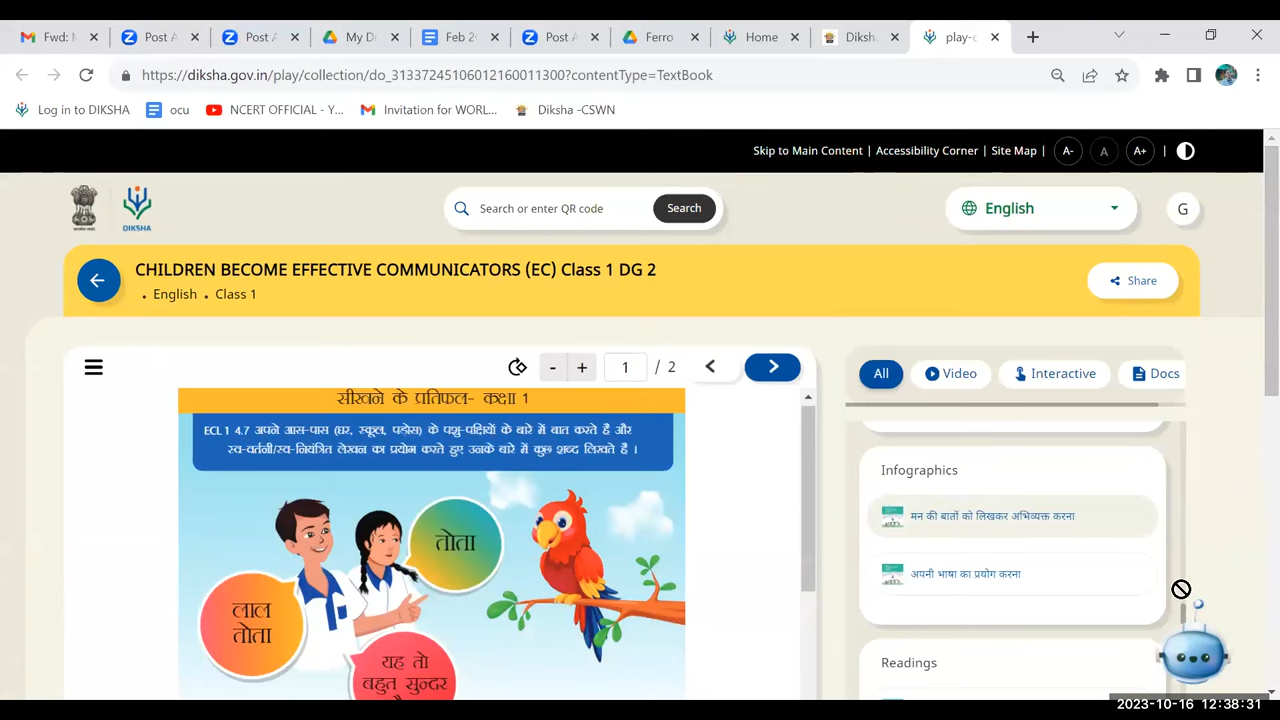 Fwd: M
Post A
Post A
My Dr
Feb 20
Post A
Ferro
Home
Diksha
play-c
https://diksha.gov.in/play/collection/do_31337245106012160011300?contentType=TextBook
Log in to DIKSHA
ocu
NCERT OFFICIAL - Y...
Invitation for WORL...
Diksha -CSWN
Skip to Main Content | Accessibility Corner | Site Map | A- A A+ |
DIKSHA
Search or enter QR code
Search
English
G
CHILDREN BECOME EFFECTIVE COMMUNICATORS (EC) Class 1 DG 2
• English • Class 1
Share
- + 1 / 2
सीखने के प्रतिफल- कक्षा 1
ECL1 4.7 अपने आस-पास (घर, स्कूल, पड़ोस) के पशु-पक्षियों के बारे में बात करते हैं और
स्व-वर्तनी/स्व-नियंत्रित लेखन का प्रयोग करते हुए उनके बारे में कुछ शब्द लिखते हैं ।
तोता
लाल
तोता
यह तो
बहुत सुन्दर
All
Video
Interactive
Docs
Infographics
मन की बातों को लिखकर अभिव्यक्त करना
अपनी भाषा का प्रयोग करना
Readings
2023-10-16 12:38:31